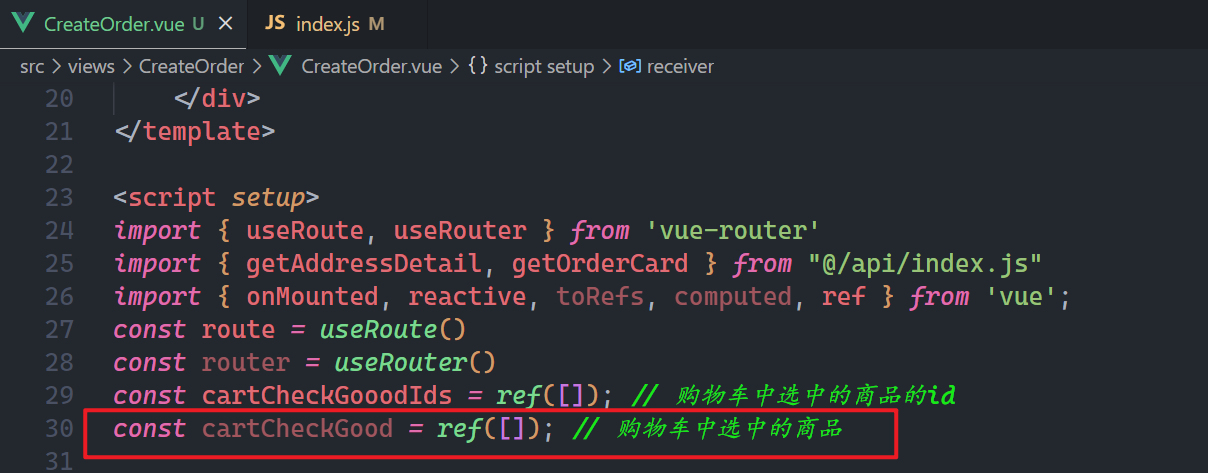 CreateOrder.vue U ×
JS index.js M
src > views > CreateOrder > CreateOrder.vue > {} script setup > receiver
20 </div>
21 </template>
22
23 <script setup>
24 import { useRoute, useRouter } from 'vue-router'
25 import { getAddressDetail, getOrderCard } from "@/api/index.js"
26 import { onMounted, reactive, toRefs, computed, ref } from 'vue';
27 const route = useRoute()
28 const router = useRouter()
29 const cartCheckGooodIds = ref([]); // 购物车中选中的商品的id
30 const cartCheckGood = ref([]); // 购物车中选中的商品
31